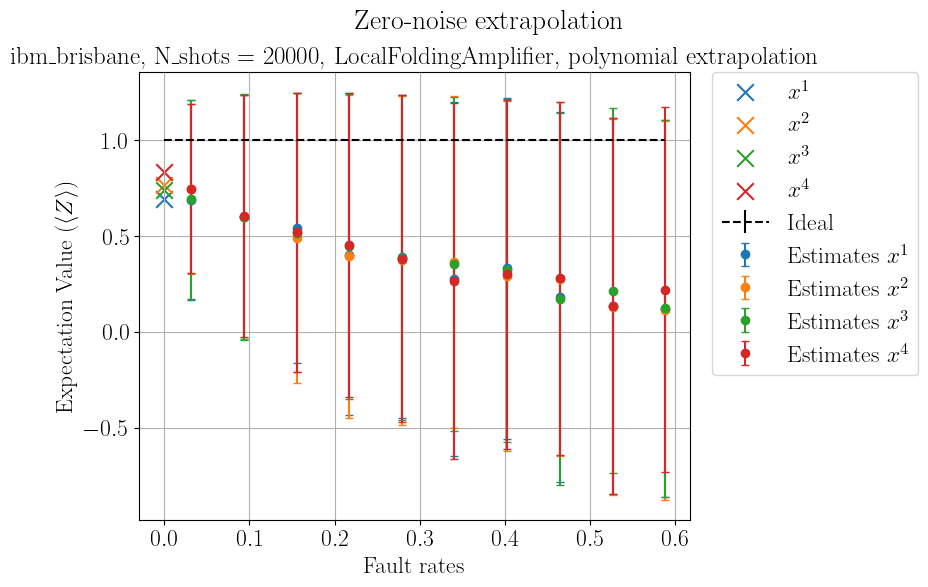 Zero-noise extrapolation
ibm_brisbane, N_shots = 20000, LocalFoldingAmplifier, polynomial extrapolation
Expectation Value (⟨Z⟩)
1.0
0.5
0.0
−0.5
0.0 0.1 0.2 0.3 0.4 0.5 0.6
Fault rates
x¹
x²
x³
x⁴
Ideal
Estimates x¹
Estimates x²
Estimates x³
Estimates x⁴